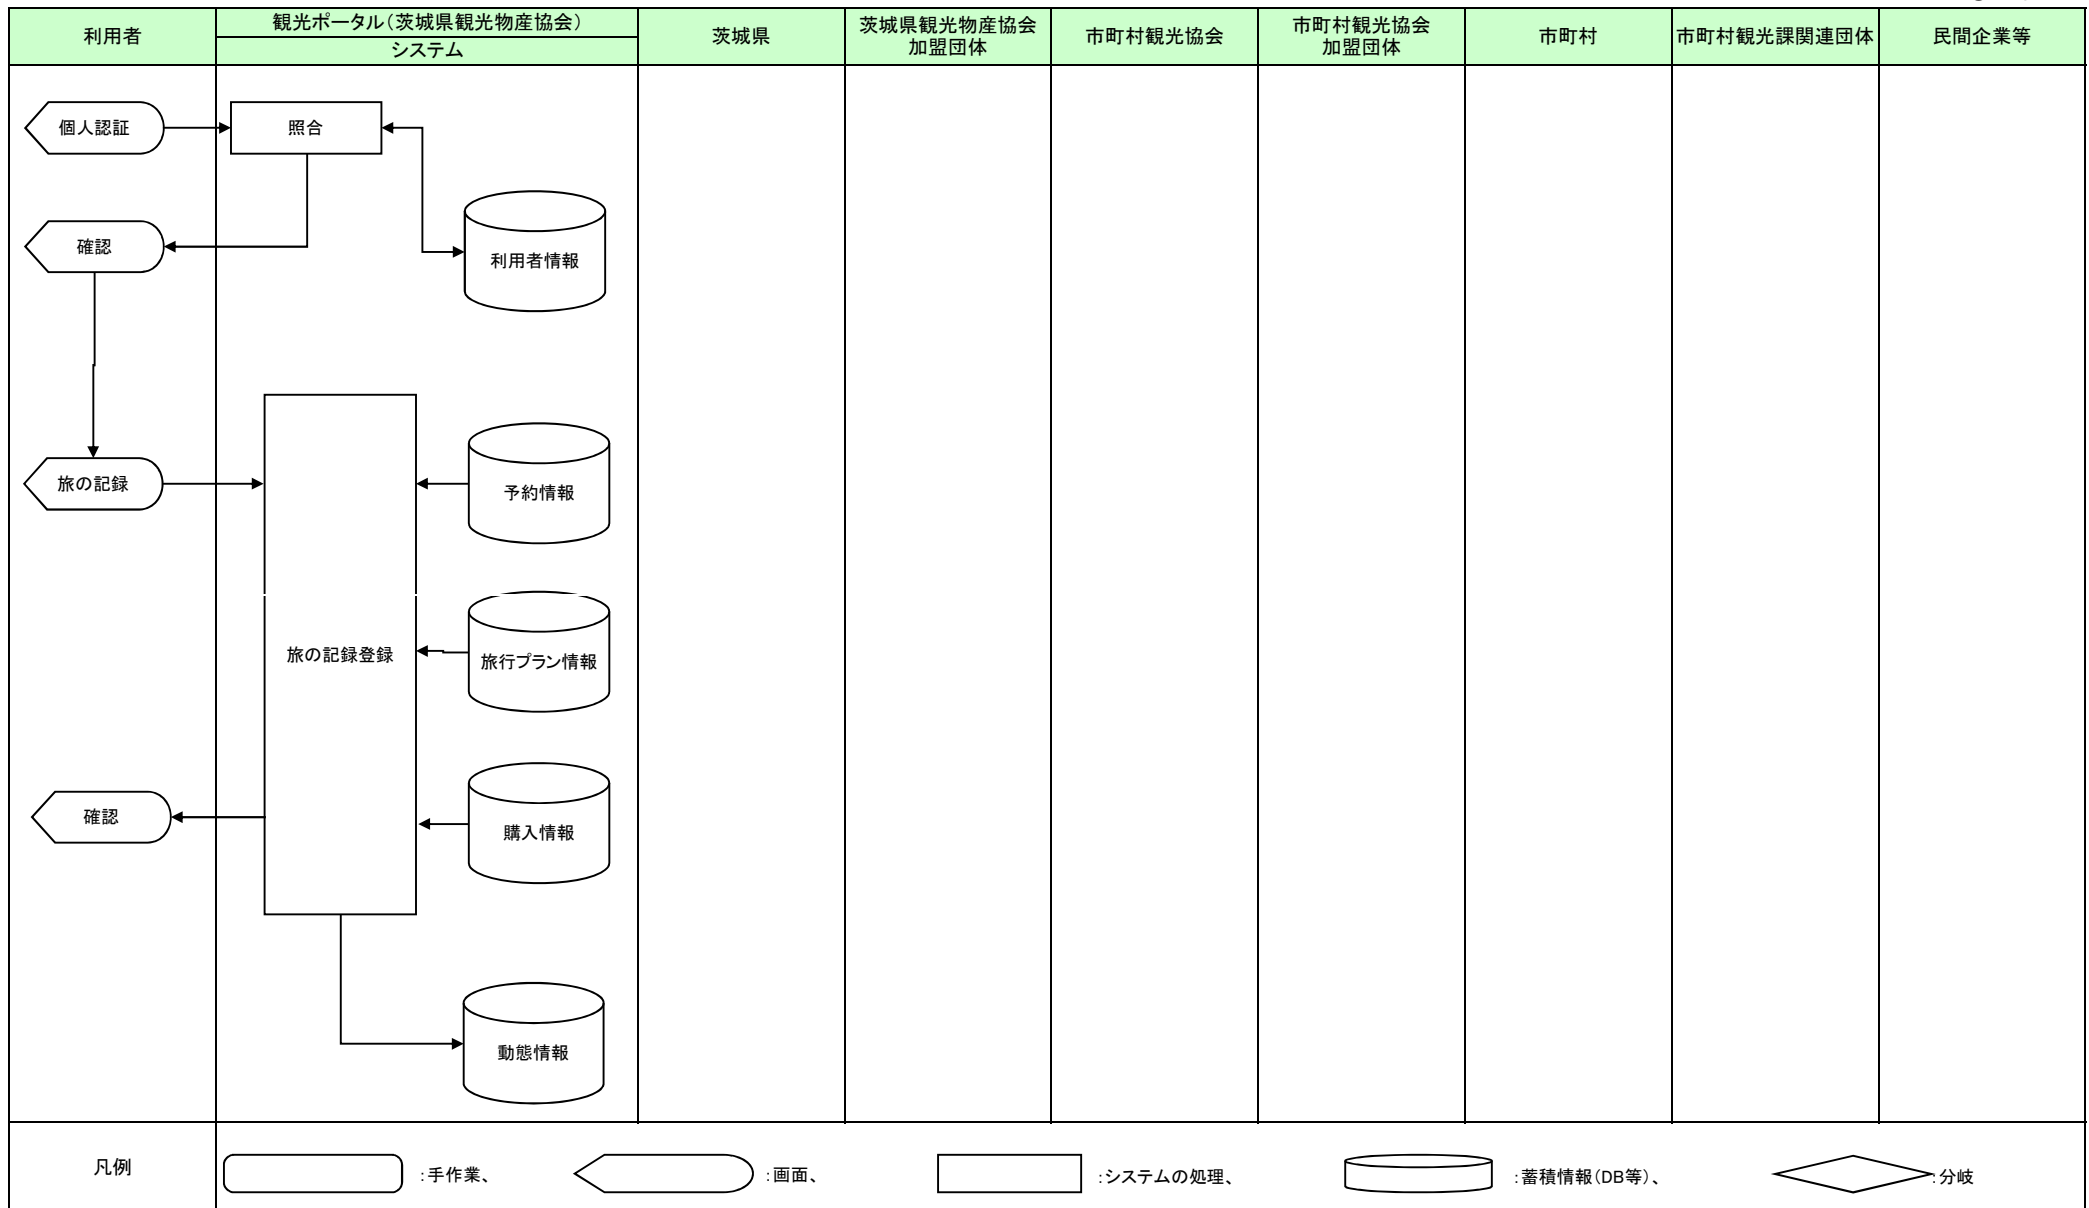 利用者
観光ポータル（茨城県観光物産協会）
システム
茨城県
茨城県観光物産協会
加盟団体
市町村観光協会
市町村観光協会
加盟団体
市町村
市町村観光課関連団体
民間企業等
個人認証
照合
確認
利用者情報
旅の記録
予約情報
旅の記録登録
旅行プラン情報
確認
購入情報
動態情報
凡例
:手作業、
:画面、
:システムの処理、
:蓄積情報（DB等）、
:分岐